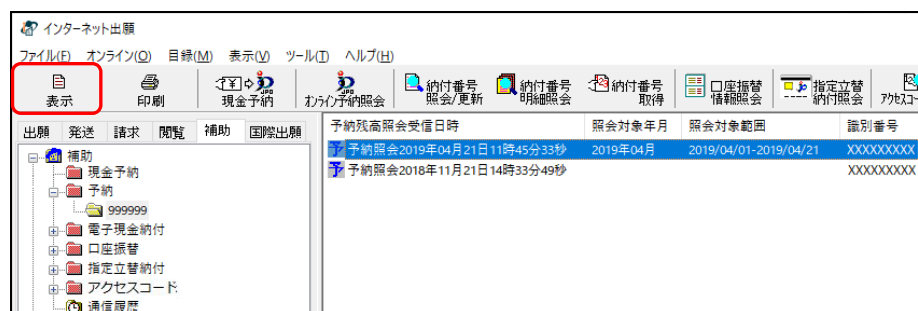 インターネット出願
ファイル(F) オンライン(O) 目録(M) 表示(V) ツール(T) ヘルプ(H)
表示 印刷 現金予納 オンライン予納照会 納付番号照会/更新 納付番号明細照会 納付番号取得 口座振替情報照会 指定立替納付照会 アクセスコー
出願 発送 請求 閲覧 補助 国際出願
予納残高照会受信日時 照会対象年月 照会対象範囲 識別番号
予納照会2019年04月21日11時45分33秒 2019年04月 2019/04/01-2019/04/21 XXXXXXXXX
予納照会2018年11月21日14時33分49秒 XXXXXXXXX
補助
現金予納
予納
999999
電子現金納付
口座振替
指定立替納付
アクセスコード
通信履歴